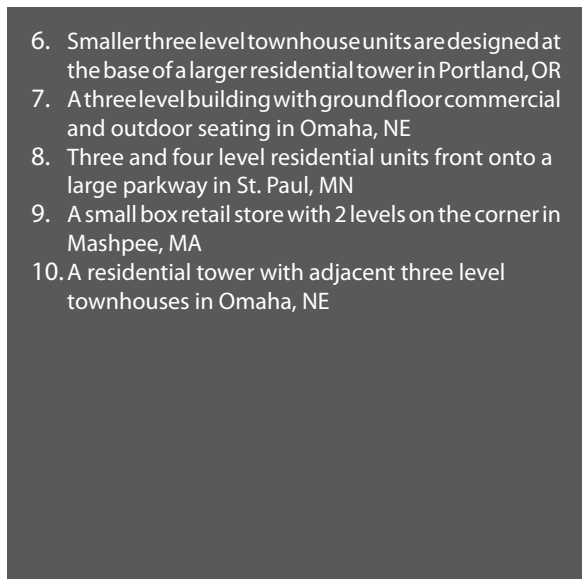 6. Smaller three level townhouse units are designed at
the base of a larger residential tower in Portland, OR
7. A three level building with ground floor commercial
and outdoor seating in Omaha, NE
8. Three and four level residential units front onto a
large parkway in St. Paul, MN
9. A small box retail store with 2 levels on the corner in
Mashpee, MA
10. A residential tower with adjacent three level
townhouses in Omaha, NE